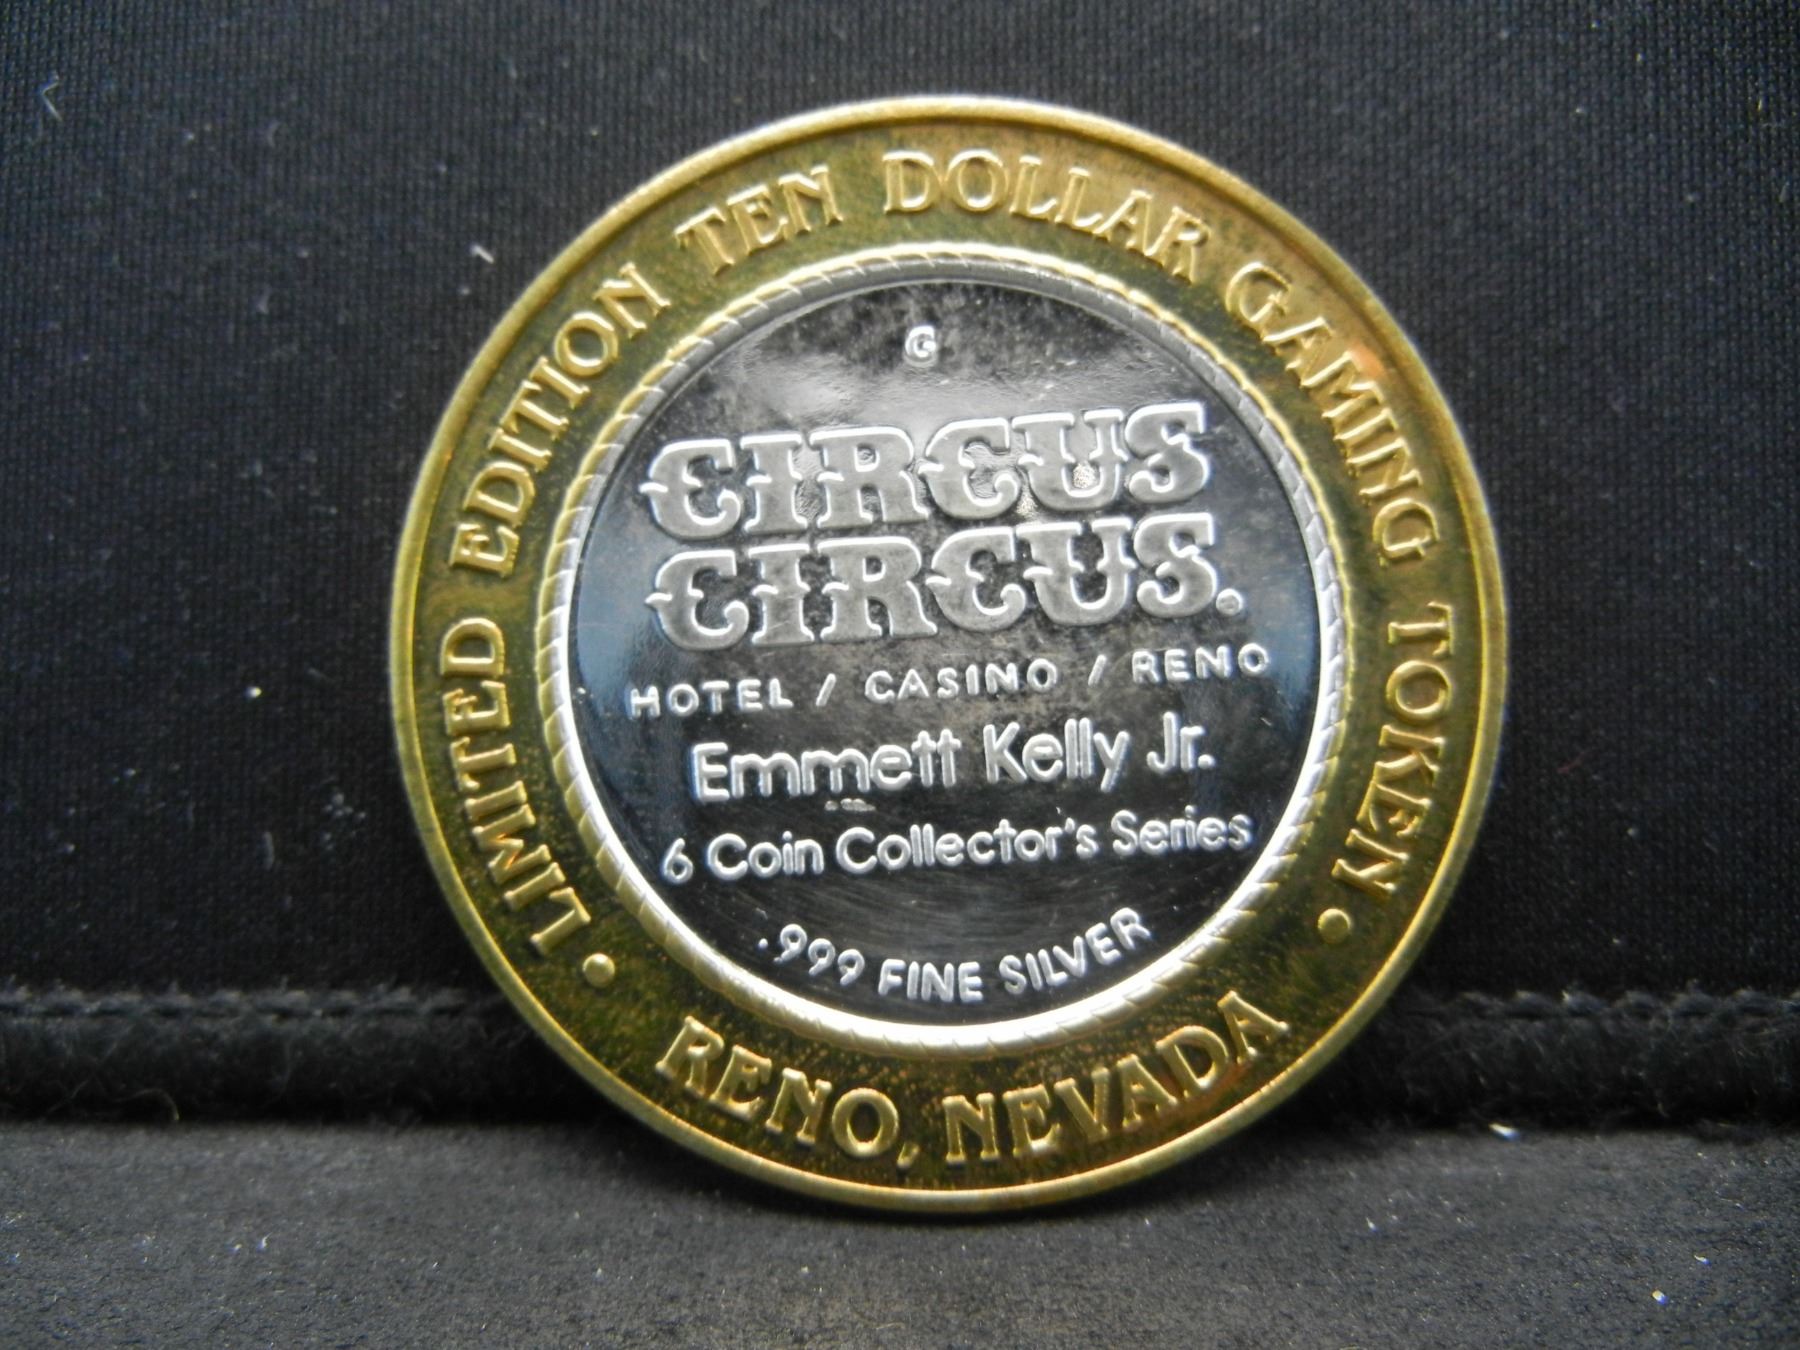 LIMITED EDITION TEN DOLLAR GAMING TOKEN
G
CIRCUS
CIRCUS.
HOTEL / CASINO / RENO
Emmett Kelly Jr.
6 Coin Collector's Series
.999 FINE SILVER
• RENO, NEVADA •